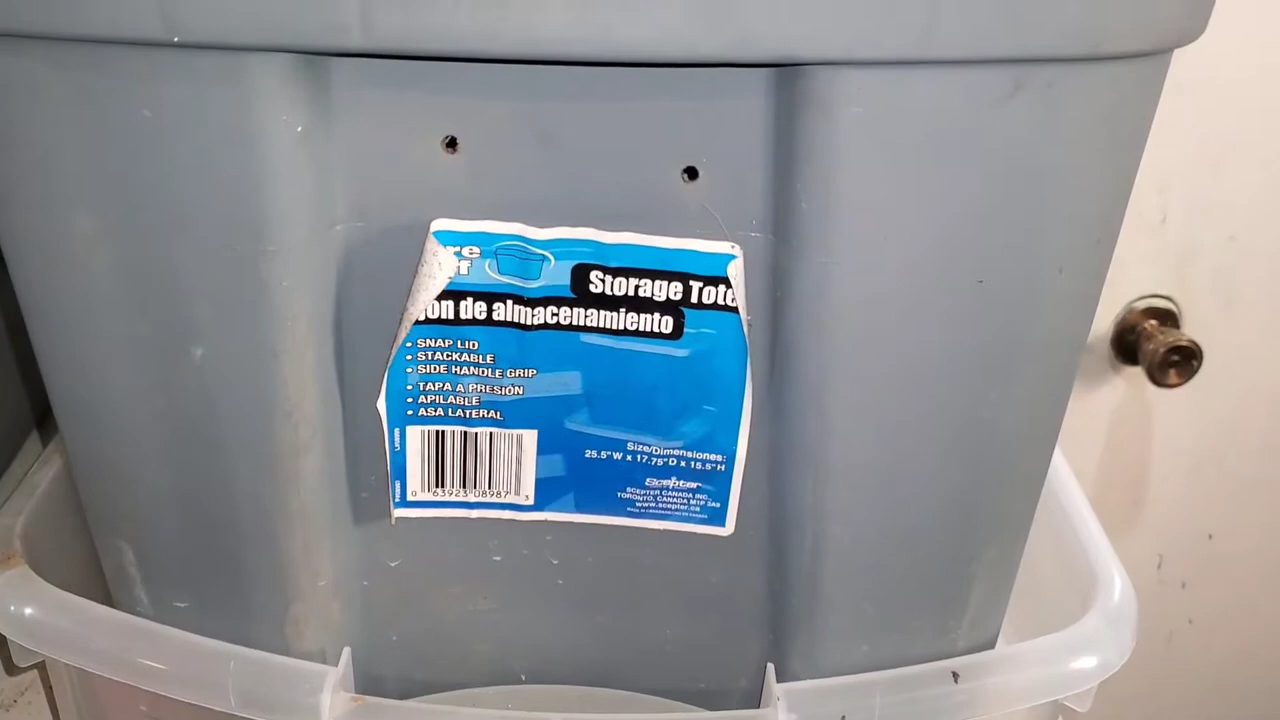 re
Storage Tote
on de almacenamiento
• SNAP LID
• STACKABLE
• SIDE HANDLE GRIP
• TAPA A PRESIÓN
• APILABLE
• ASA LATERAL
Size/Dimensiones:
25.5" W x 17.75" D x 15.5" H
0 63923 08987 3
Scepter
SCEPTER CANADA INC.,
TORONTO, CANADA M1P 3A9
www.scepter.ca